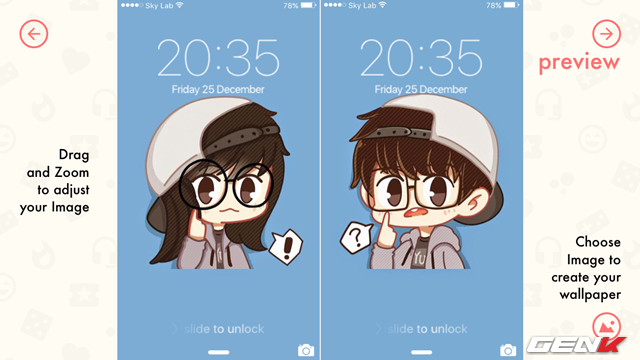 Sky Lab
78%
20:35
Friday 25 December
!
slide to unlock
Sky Lab
78%
20:35
Friday 25 December
?
YU
slide to unlock
Drag
and Zoom
to adjust
your Image
preview
Choose
Image to
create your
wallpaper
GENK